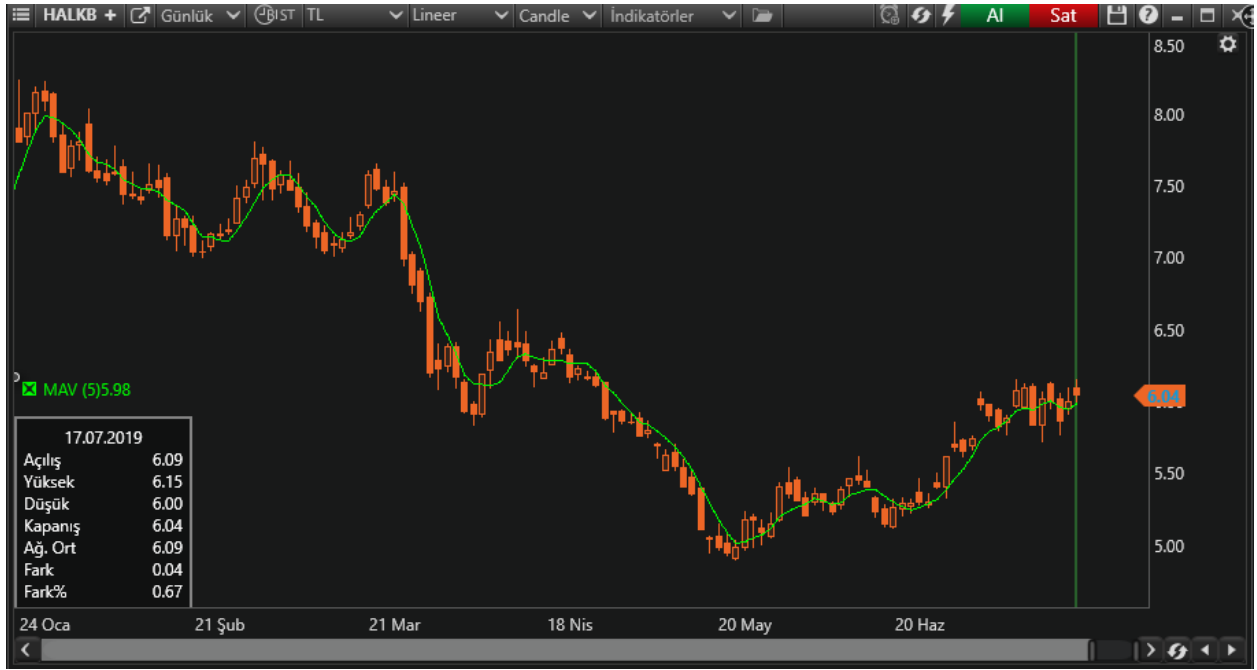 HALKB + Günlük BIST TL Lineer Candle İndikatörler Al Sat
8.50
8.00
7.50
7.00
6.50
6.04
5.50
5.00
MAV (5)5.98
17.07.2019
Açılış 6.09
Yüksek 6.15
Düşük 6.00
Kapanış 6.04
Ağ. Ort 6.09
Fark 0.04
Fark% 0.67
24 Oca 21 Şub 21 Mar 18 Nis 20 May 20 Haz